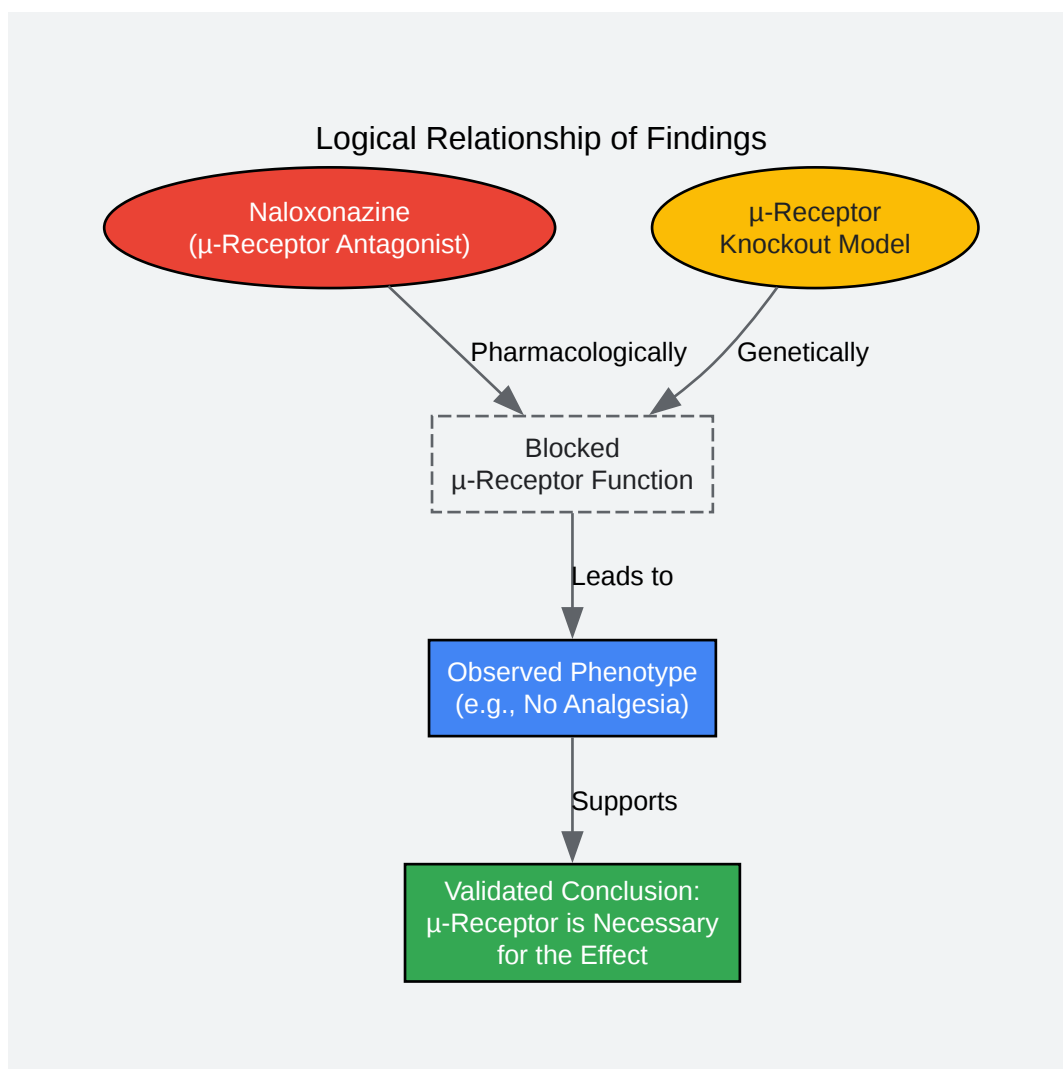 Logical Relationship of Findings
Naloxonazine
(µ-Receptor Antagonist)
µ-Receptor
Knockout Model
Pharmacologically
Genetically
Blocked
µ-Receptor Function
Leads to
Observed Phenotype
(e.g., No Analgesia)
Supports
Validated Conclusion:
µ-Receptor is Necessary
for the Effect